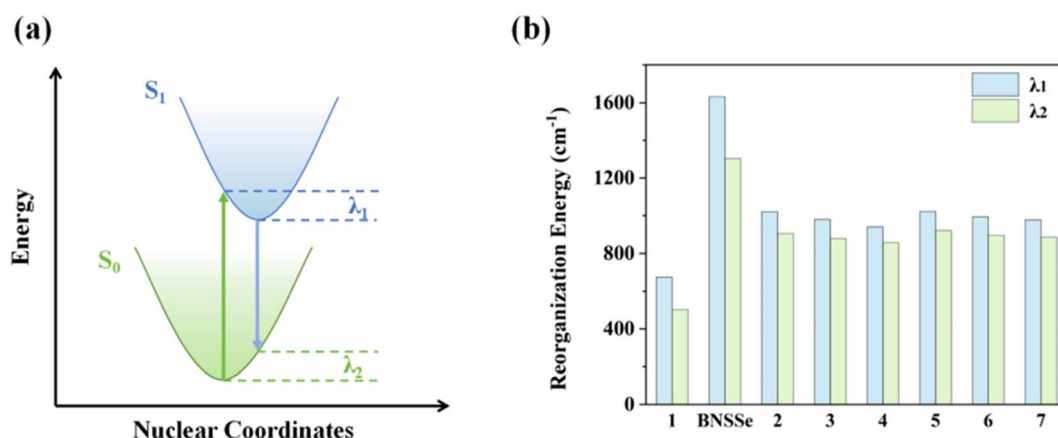 (a)
Energy
S₁
λ₁
S₀
λ₂
Nuclear Coordinates
(b)
Reorganization Energy (cm⁻¹)
1600
1200
800
400
0
λ1
λ2
1 BNSSe 2 3 4 5 6 7